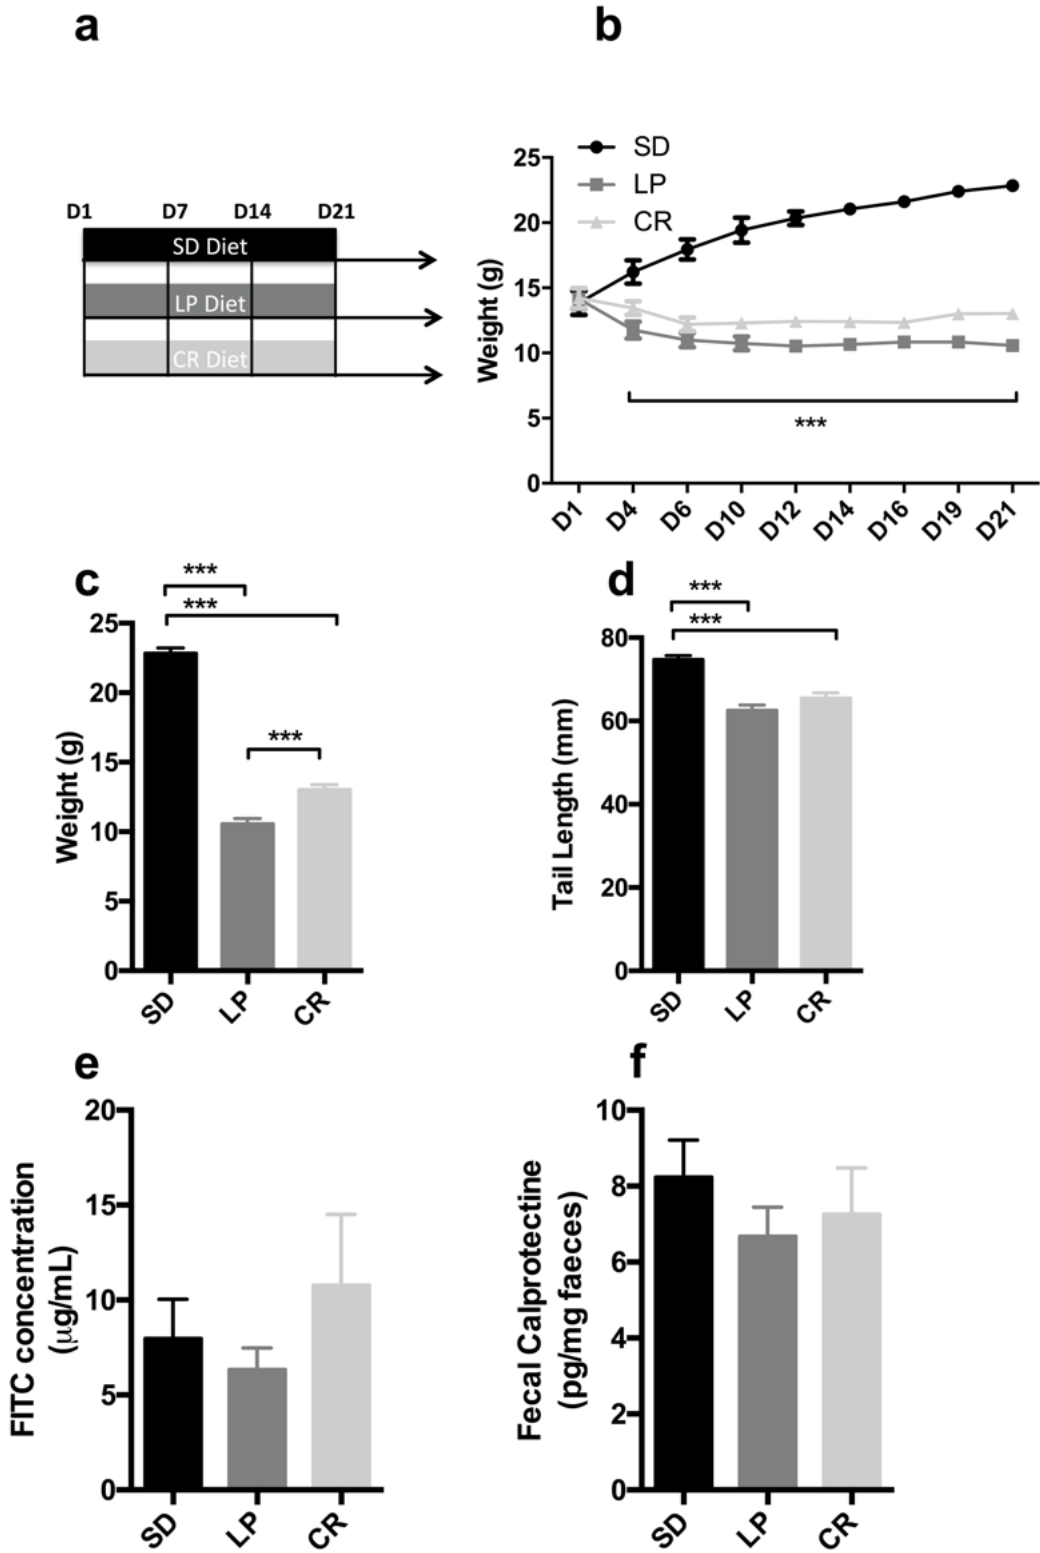 a
D1 D7 D14 D21
SD Diet
LP Diet
CR Diet
b
SD
LP
CR
Weight (g)
25
20
15
10
5
0
***
D1 D4 D6 D10 D12 D14 D16 D19 D21
c
***
***
***
Weight (g)
25
20
15
10
5
0
SD LP CR
d
***
***
Tail Length (mm)
80
60
40
20
0
SD LP CR
e
FITC concentration
(μg/mL)
20
15
10
5
0
SD LP CR
f
Fecal Calprotectine
(pg/mg faeces)
10
8
6
4
2
0
SD LP CR